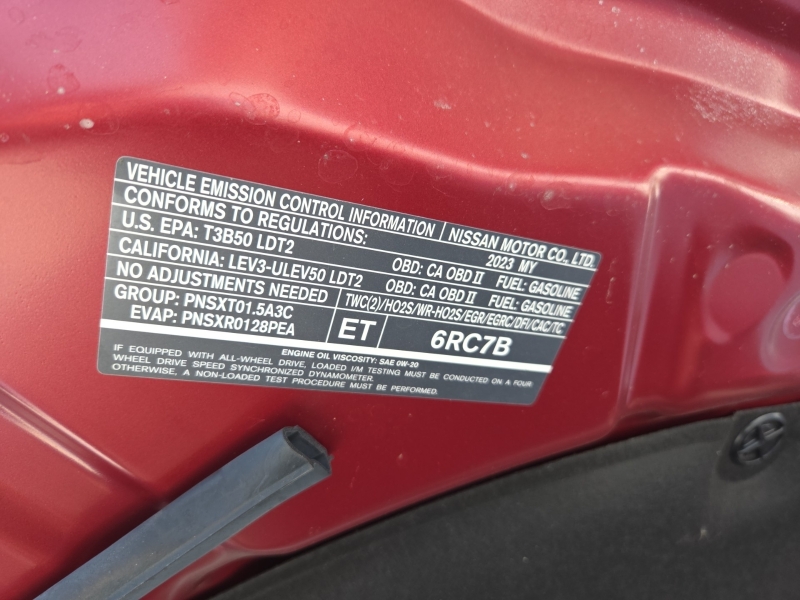 VEHICLE EMISSION CONTROL INFORMATION NISSAN MOTOR CO., LTD.
CONFORMS TO REGULATIONS: 2023 MY
U.S. EPA: T3B50 LDT2 OBD: CA OBD II FUEL: GASOLINE
CALIFORNIA: LEV3-ULEV50 LDT2 OBD: CA OBD II FUEL: GASOLINE
NO ADJUSTMENTS NEEDED TWC(2)/HO2S/WR-HO2S/EGR/EGRC/DFI/CAC/TC
GROUP: PNSXT01.5A3C
EVAP: PNSXR0128PEA ET 6RC7B
ENGINE OIL VISCOSITY: SAE 0W-20
IF EQUIPPED WITH ALL-WHEEL DRIVE, LOADED I/M TESTING MUST BE CONDUCTED ON A FOUR
WHEEL DRIVE SPEED SYNCHRONIZED DYNAMOMETER.
OTHERWISE, A NON-LOADED TEST PROCEDURE MUST BE PERFORMED.